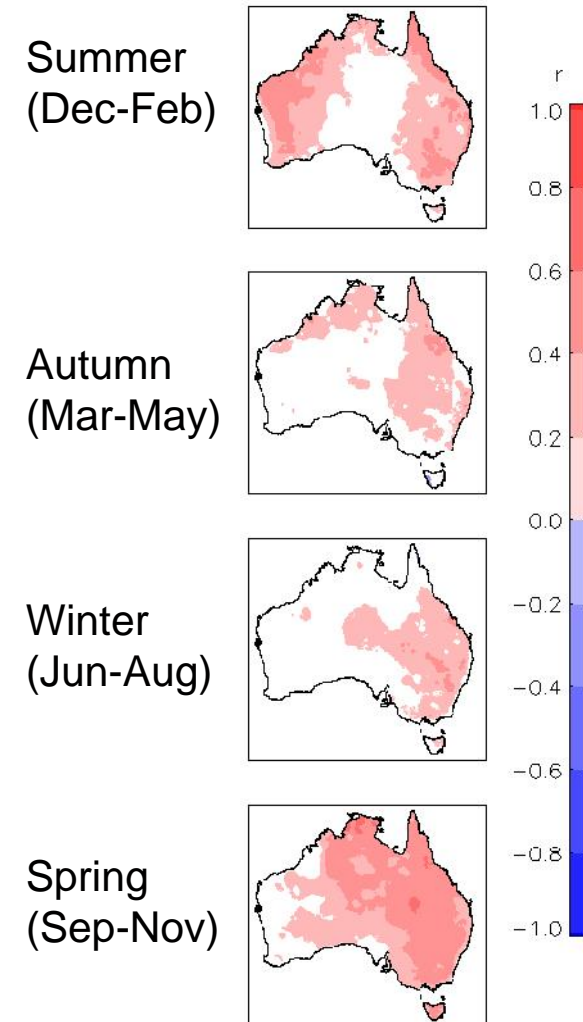 Summer
(Dec-Feb)
Autumn
(Mar-May)
Winter
(Jun-Aug)
Spring
(Sep-Nov)
r
1.0
0.8
0.6
0.4
0.2
0.0
−0.2
−0.4
−0.6
−0.8
−1.0